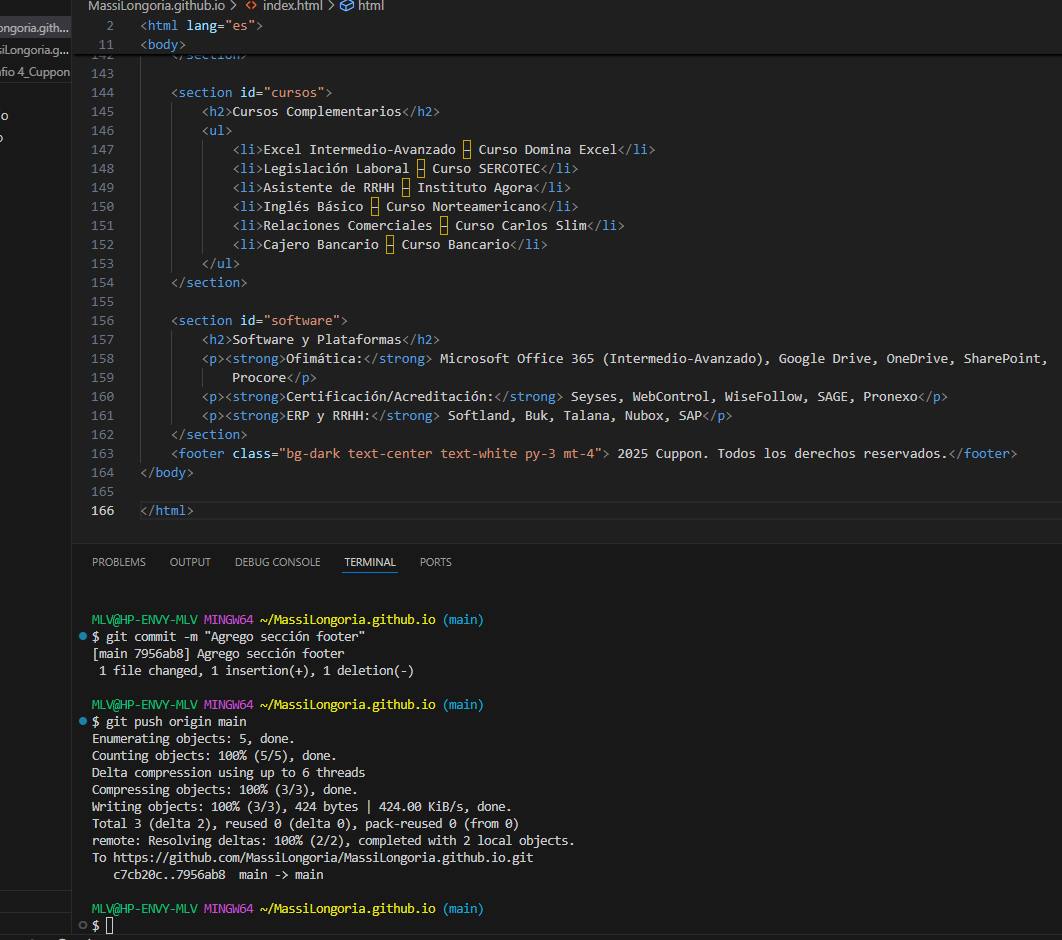 MassiLongoria.github.io > index.html > html
ongoria.gith...
siLongoria.g...
fio 4_Cuppon
o
2 <html lang="es">
11 <body>
142 </section>
143
144 <section id="cursos">
145 <h2>Cursos Complementarios</h2>
146 <ul>
147 <li>Excel Intermedio-Avanzado – Curso Domina Excel</li>
148 <li>Legislación Laboral – Curso SERCOTEC</li>
149 <li>Asistente de RRHH – Instituto Agora</li>
150 <li>Inglés Básico – Curso Norteamericano</li>
151 <li>Relaciones Comerciales – Curso Carlos Slim</li>
152 <li>Cajero Bancario – Curso Bancario</li>
153 </ul>
154 </section>
155
156 <section id="software">
157 <h2>Software y Plataformas</h2>
158 <p><strong>Ofimática:</strong> Microsoft Office 365 (Intermedio-Avanzado), Google Drive, OneDrive, SharePoint,
159 Procore</p>
160 <p><strong>Certificación/Acreditación:</strong> Seyses, WebControl, WiseFollow, SAGE, Pronexo</p>
161 <p><strong>ERP y RRHH:</strong> Softland, Buk, Talana, Nubox, SAP</p>
162 </section>
163 <footer class="bg-dark text-center text-white py-3 mt-4"> 2025 Cuppon. Todos los derechos reservados.</footer>
164 </body>
165
166 </html>
PROBLEMS OUTPUT DEBUG CONSOLE TERMINAL PORTS
MLV@HP-ENVY-MLV MINGW64 ~/MassiLongoria.github.io (main)
$ git commit -m "Agrego sección footer"
[main 7956ab8] Agrego sección footer
1 file changed, 1 insertion(+), 1 deletion(-)
MLV@HP-ENVY-MLV MINGW64 ~/MassiLongoria.github.io (main)
$ git push origin main
Enumerating objects: 5, done.
Counting objects: 100% (5/5), done.
Delta compression using up to 6 threads
Compressing objects: 100% (3/3), done.
Writing objects: 100% (3/3), 424 bytes | 424.00 KiB/s, done.
Total 3 (delta 2), reused 0 (delta 0), pack-reused 0 (from 0)
remote: Resolving deltas: 100% (2/2), completed with 2 local objects.
To https://github.com/MassiLongoria/MassiLongoria.github.io.git
c7cb20c..7956ab8 main -> main
MLV@HP-ENVY-MLV MINGW64 ~/MassiLongoria.github.io (main)
$